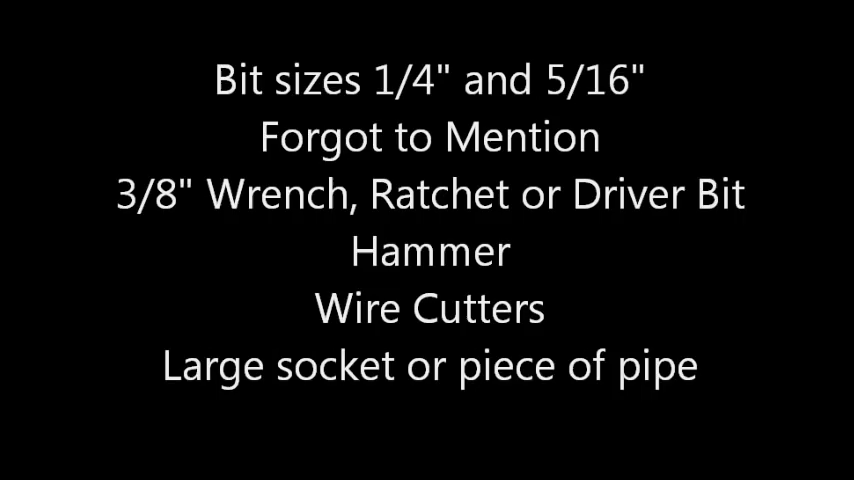 Bit sizes 1/4" and 5/16"
Forgot to Mention
3/8" Wrench, Ratchet or Driver Bit
Hammer
Wire Cutters
Large socket or piece of pipe